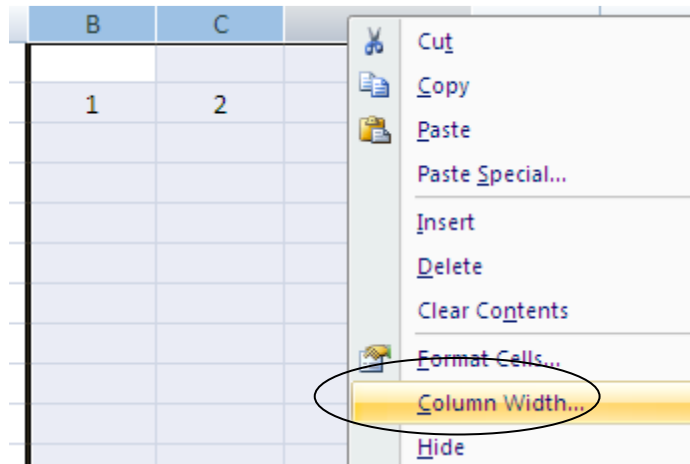 B C
Cut
1 2 Copy
Paste
Paste Special...
Insert
Delete
Clear Contents
Format Cells...
Column Width...
Hide